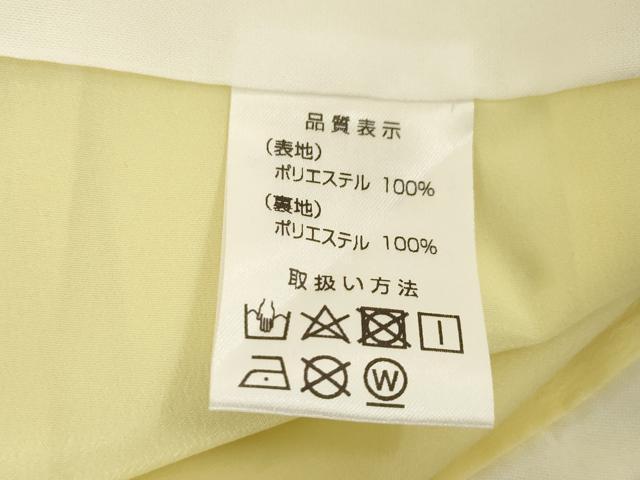 品質表示
（表地）
ポリエステル 100%
（裏地）
ポリエステル 100%
取扱い方法
W